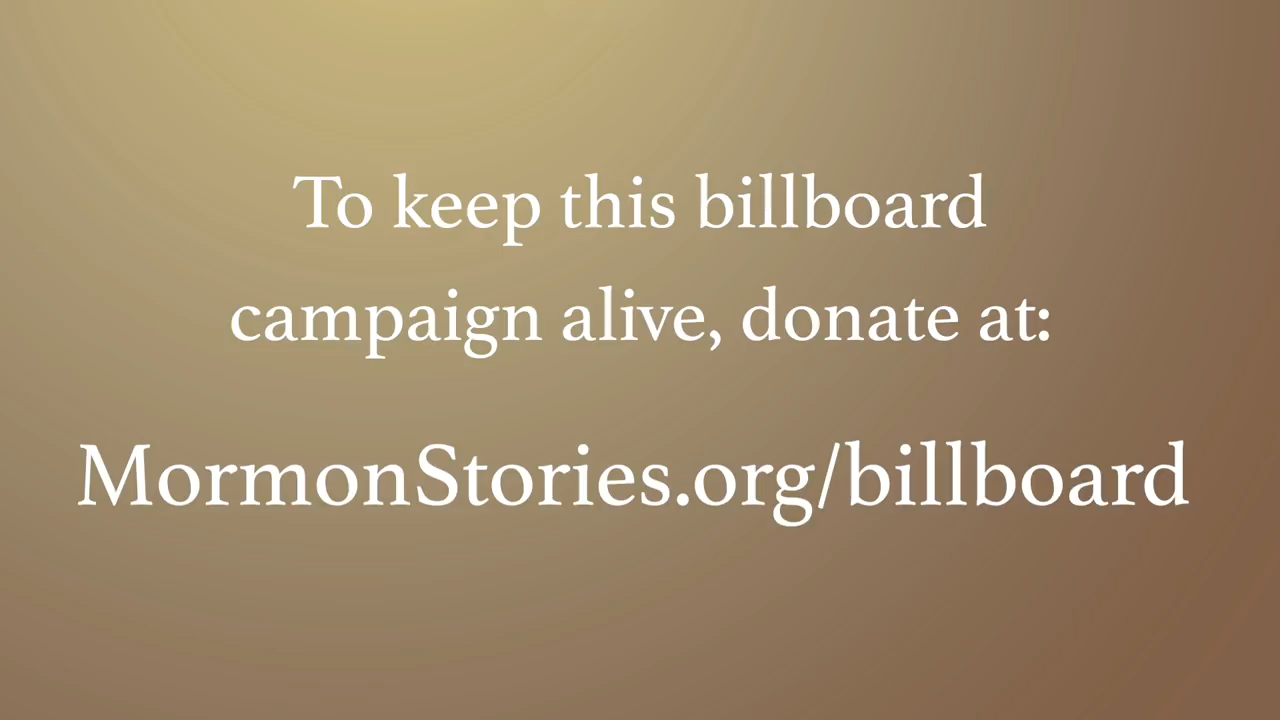 To keep this billboard
campaign alive, donate at:
MormonStories.org/billboard